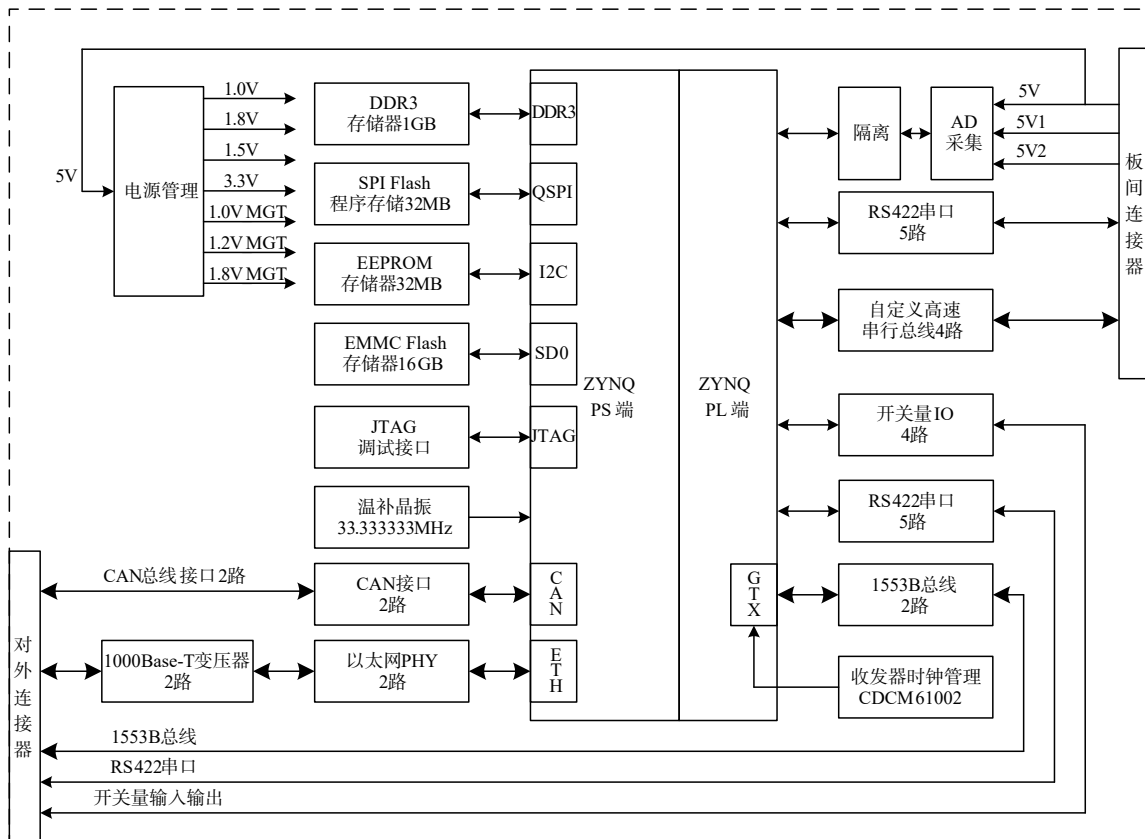 5V
电源管理
1.0V
1.8V
1.5V
3.3V
1.0V MGT
1.2V MGT
1.8V MGT
DDR3
存储器1GB
SPI Flash
程序存储32MB
EEPROM
存储器32MB
EMMC Flash
存储器16GB
JTAG
调试接口
温补晶振
33.333333MHz
CAN接口
2路
以太网PHY
2路
1000Base-T变压器
2路
CAN总线接口2路
DDR3
QSPI
I2C
SD0
JTAG
CAN
ETH
ZYNQ
PS端
ZYNQ
PL端
GTX
隔离
AD
采集
5V
5V1
5V2
RS422串口
5路
自定义高速
串行总线4路
开关量IO
4路
RS422串口
5路
1553B总线
2路
收发器时钟管理
CDCM61002
板间连接器
对外连接器
1553B总线
RS422串口
开关量输入输出